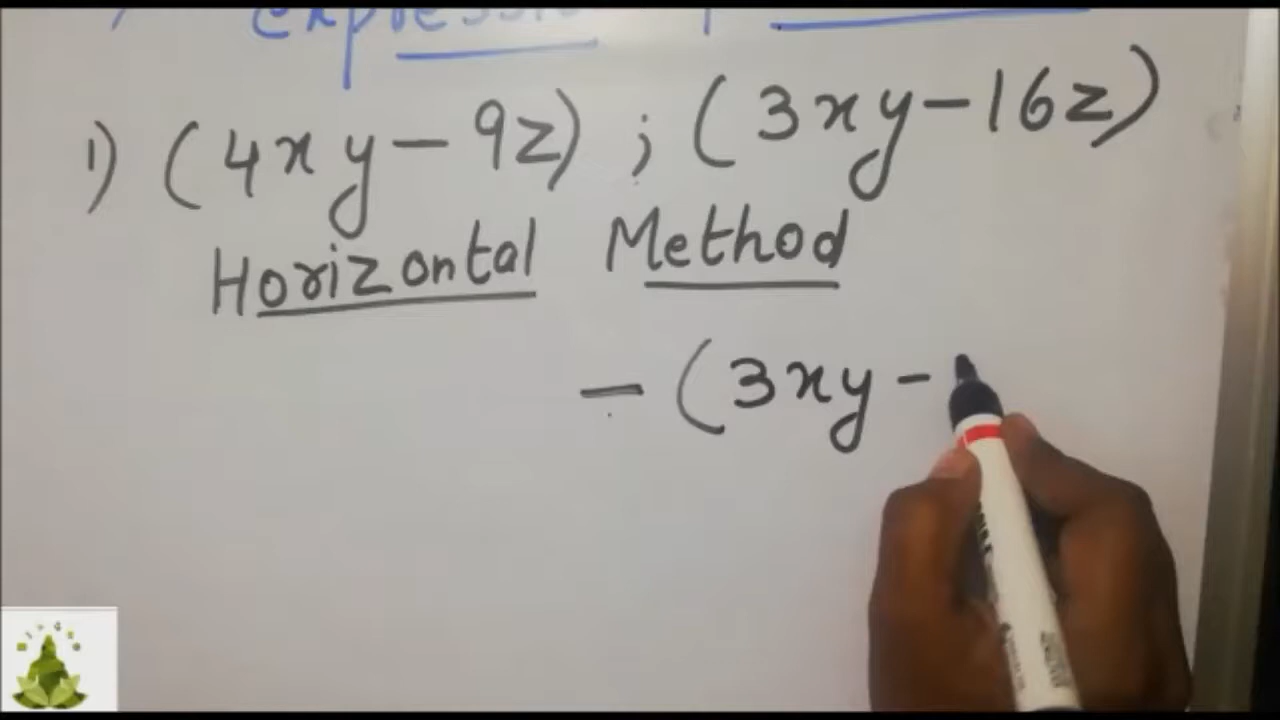 1) (4xy - 9z) ; (3xy - 16z)
Horizontal Method
- (3xy -